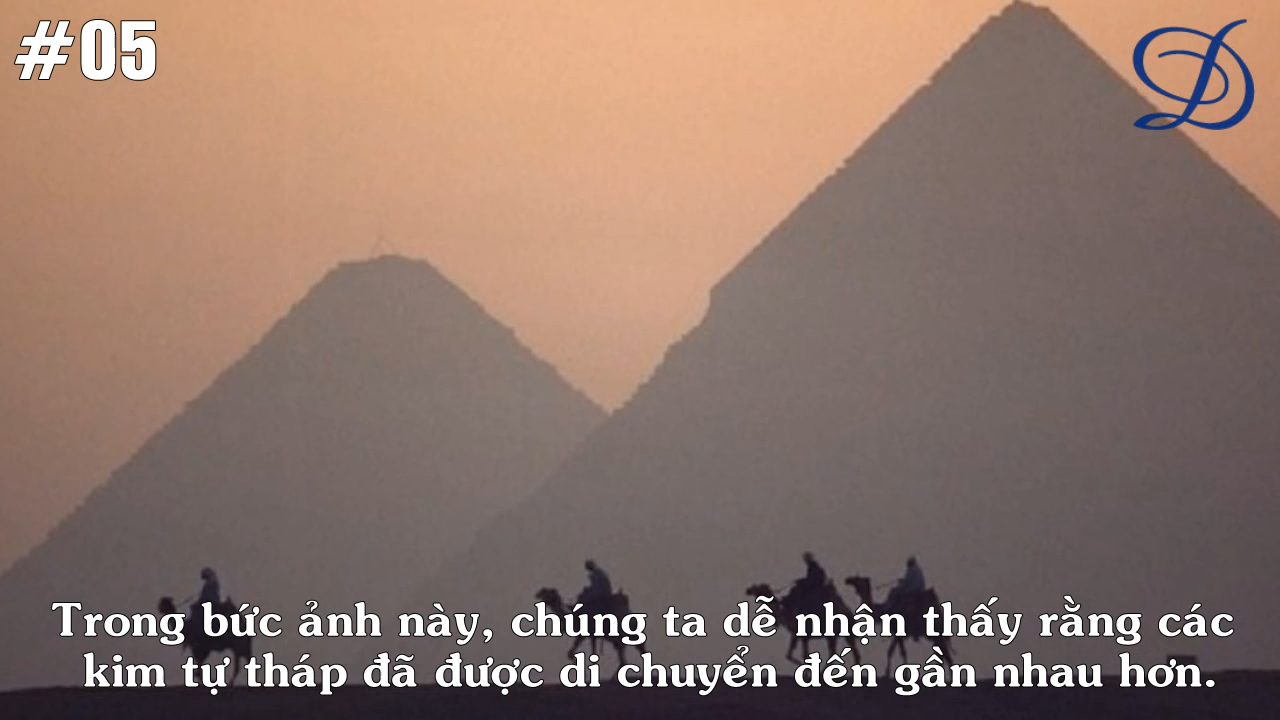 #05
D
Trong bức ảnh này, chúng ta dễ nhận thấy rằng các
kim tự tháp đã được di chuyển đến gần nhau hơn.